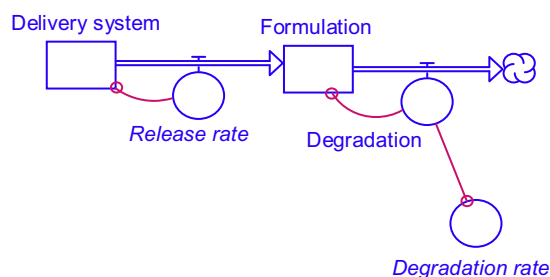 Delivery system
Formulation
Release rate
Degradation
Degradation rate